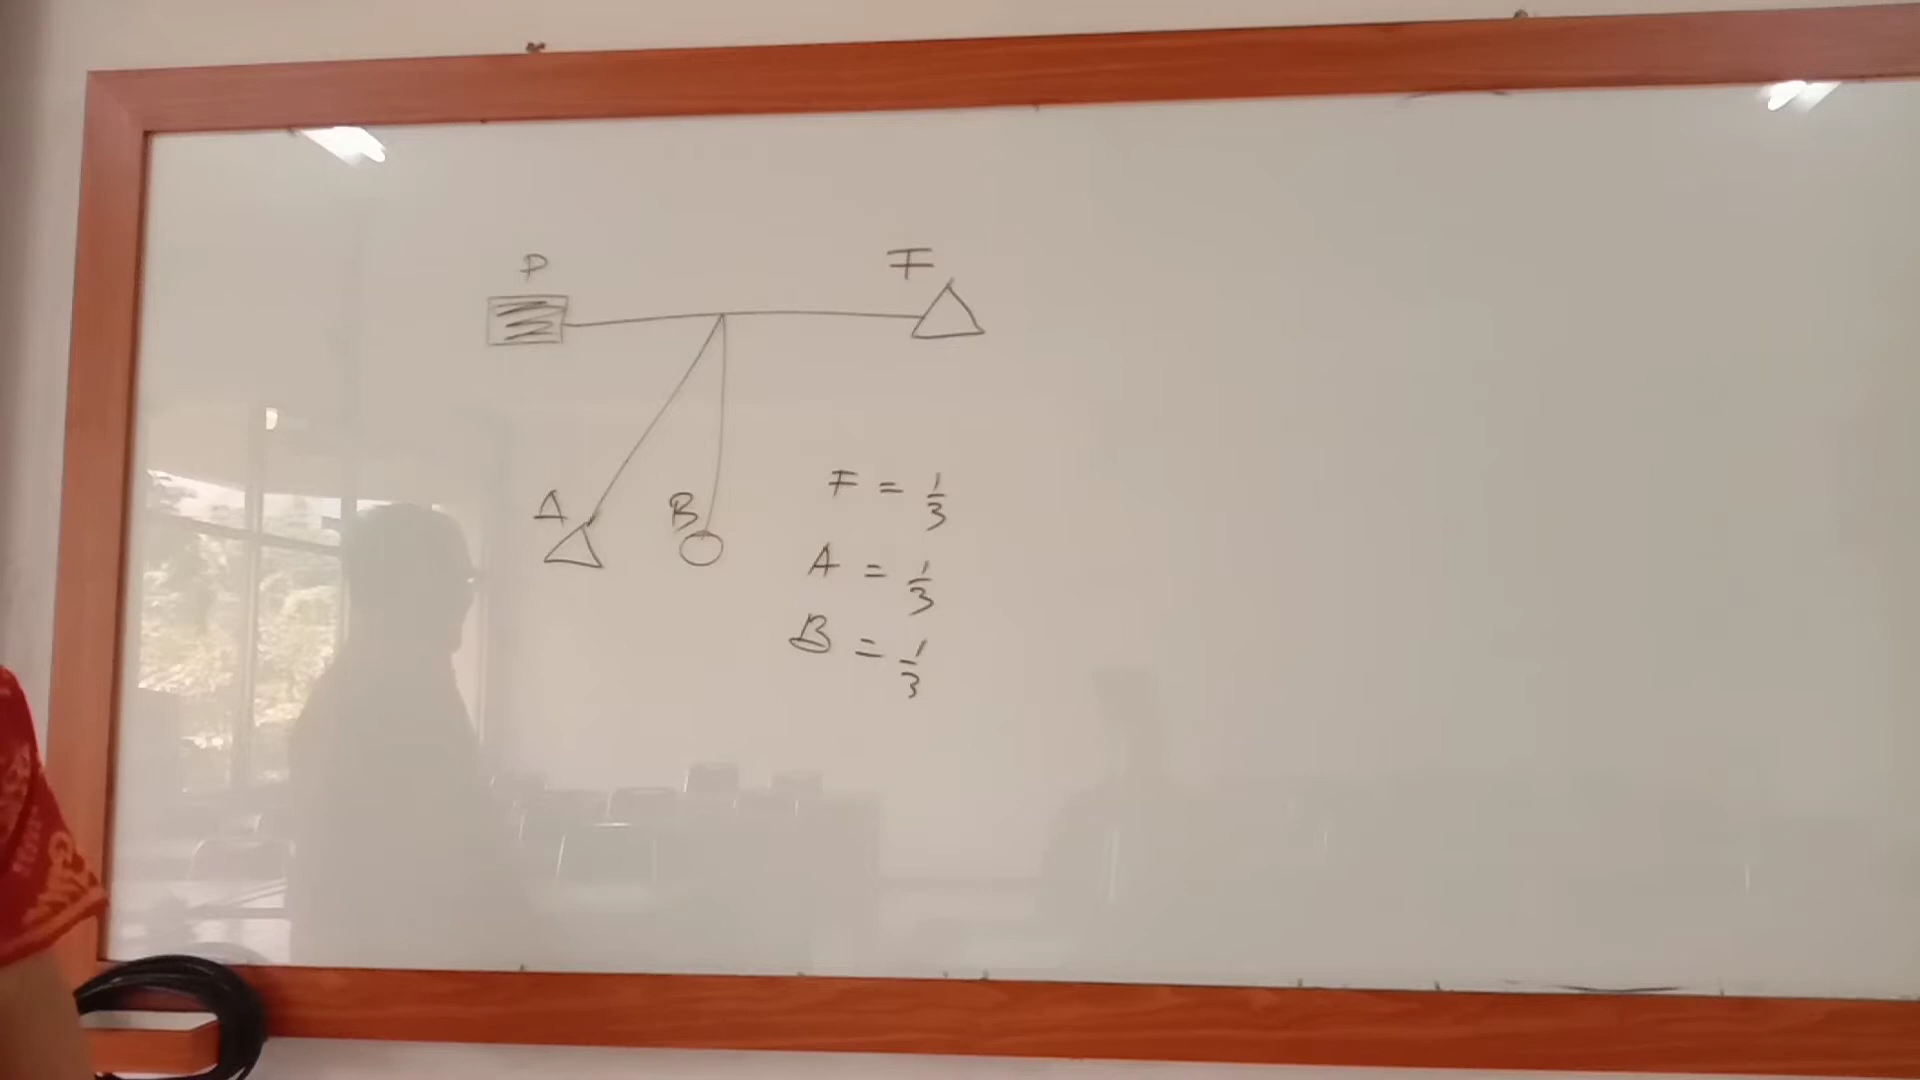 P
F
A
B
F = 1/3
A = 1/3
B = 1/3